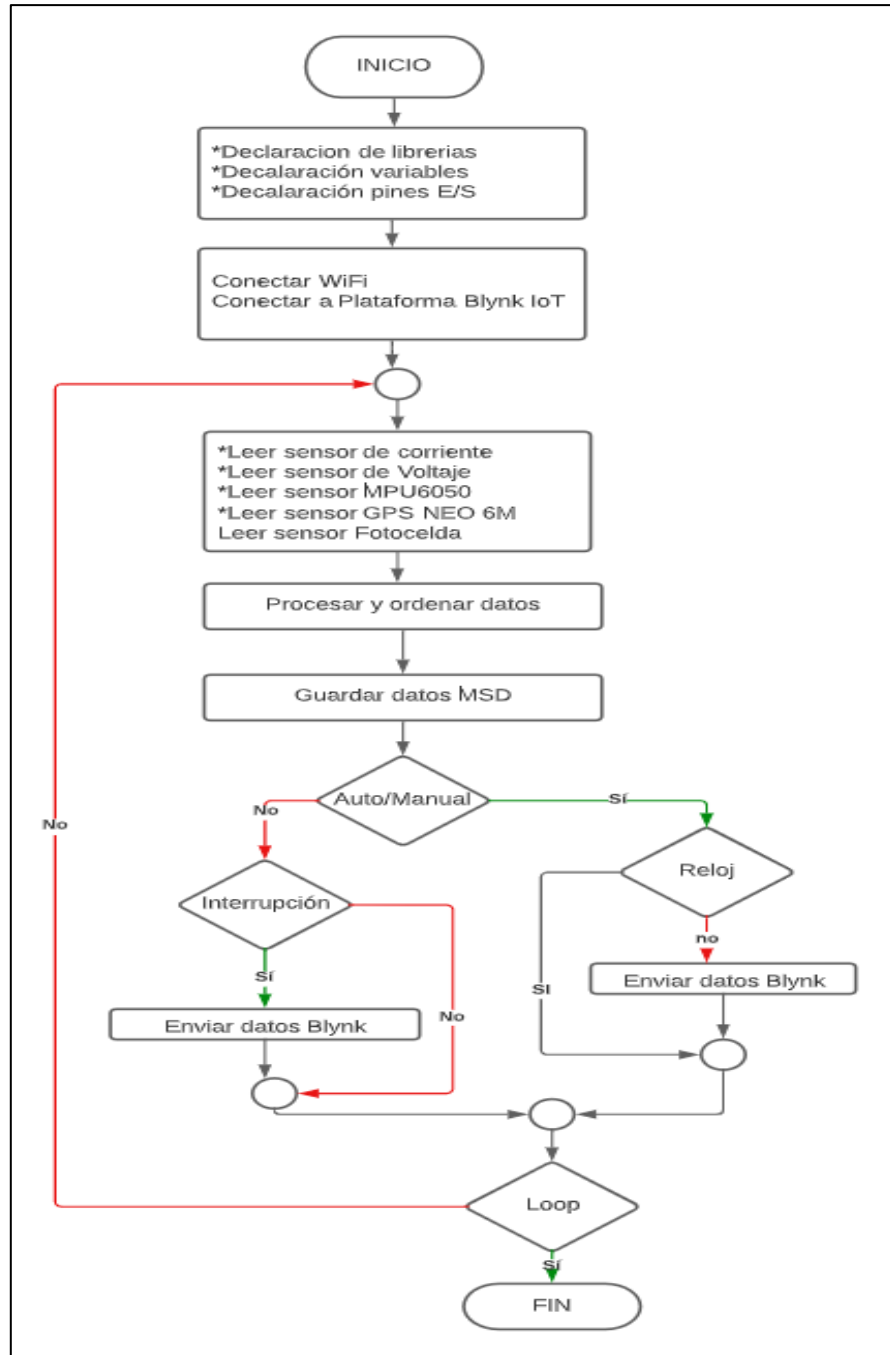 INICIO
*Declaracion de librerias
*Decalaración variables
*Decalaración pines E/S
Conectar WiFi
Conectar a Plataforma Blynk IoT
*Leer sensor de corriente
*Leer sensor de Voltaje
*Leer sensor MPU6050
*Leer sensor GPS NEO 6M
Leer sensor Fotocelda
Procesar y ordenar datos
Guardar datos MSD
Auto/Manual
No
Sí
No
Reloj
Interrupción
no
Sí
SI
Enviar datos Blynk
No
Enviar datos Blynk
Loop
Sí
FIN